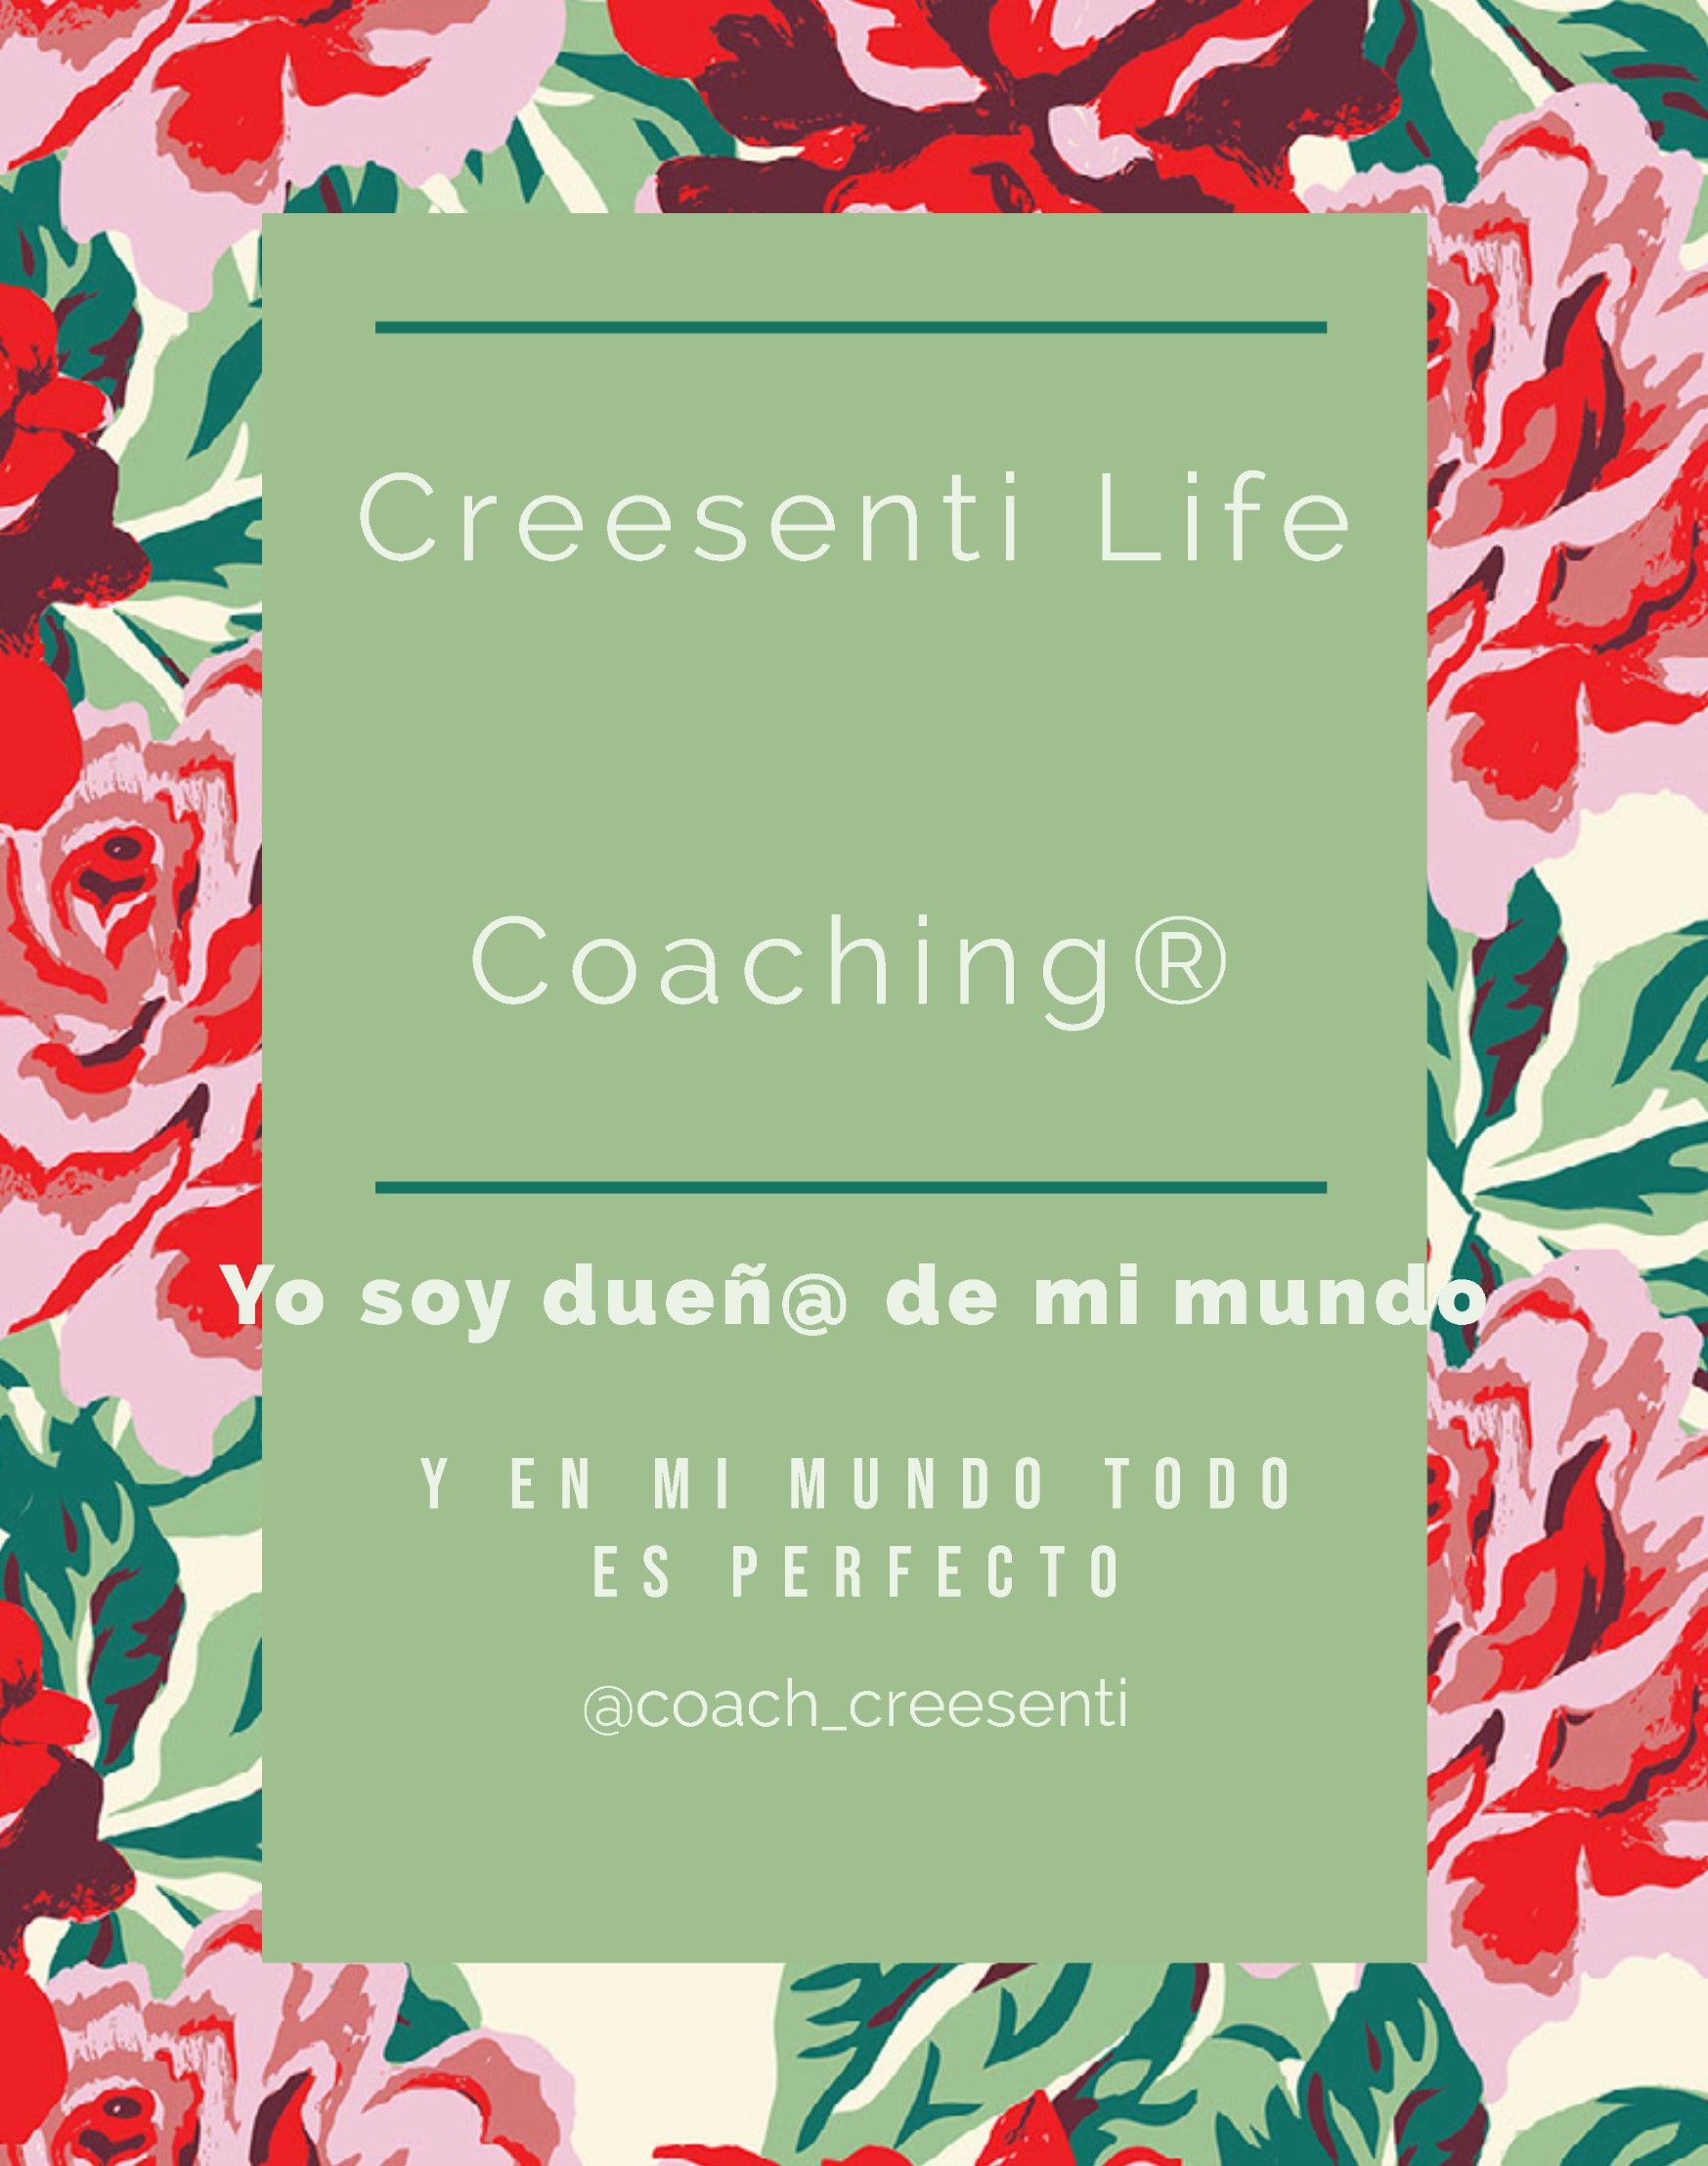 Creesenti Life
Coaching®
Yo soy dueñ@ de mi mundo
Y EN MI MUNDO TODO
ES PERFECTO
@coach_creesenti